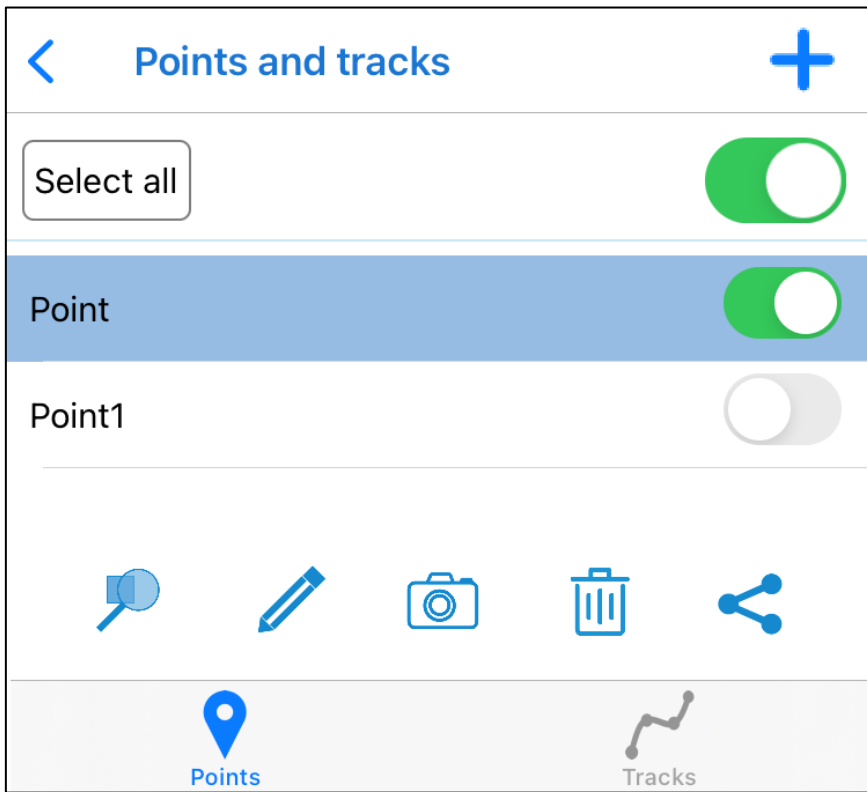 Points and tracks
Select all
Point
Point1
Points
Tracks